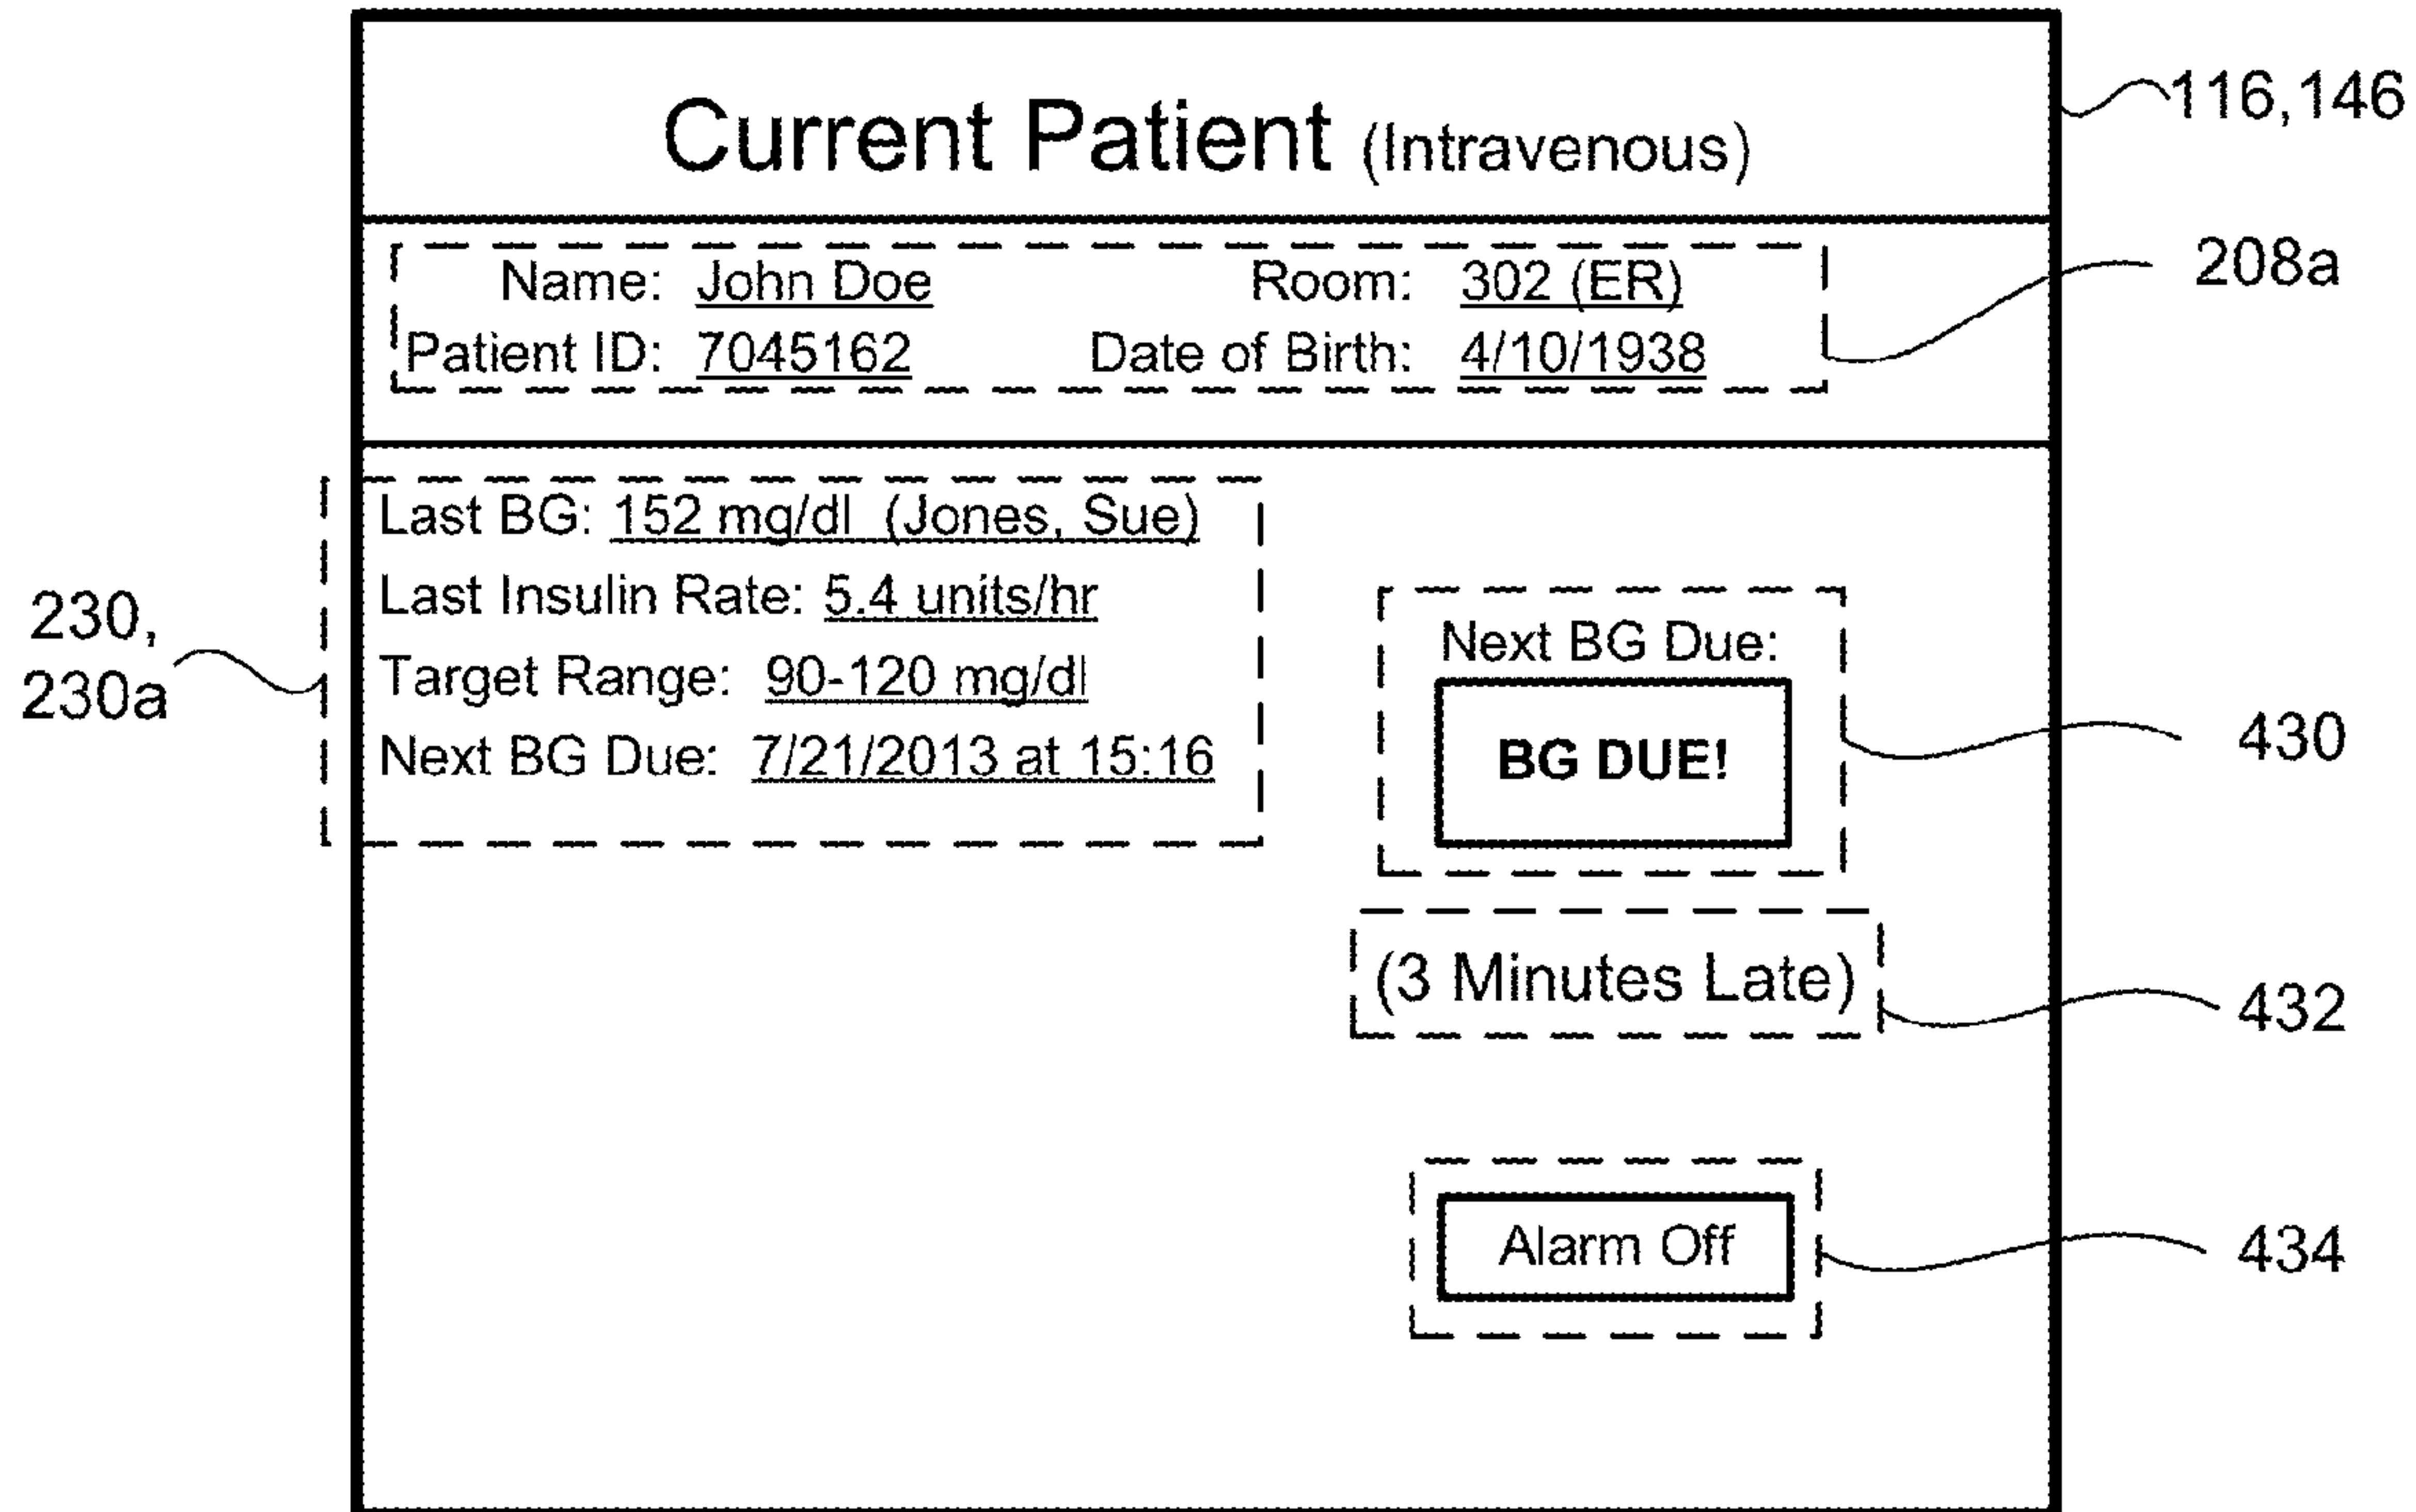 Current Patient (Intravenous)
116,146
Name: John Doe Room: 302 (ER)
208a
Patient ID: 7045162 Date of Birth: 4/10/1938
Last BG: 152 mg/dl (Jones, Sue)
Last Insulin Rate: 5.4 units/hr
Target Range: 90-120 mg/dl
Next BG Due: 7/21/2013 at 15:16
230,
230a
Next BG Due:
BG DUE!
430
(3 Minutes Late)
432
Alarm Off
434